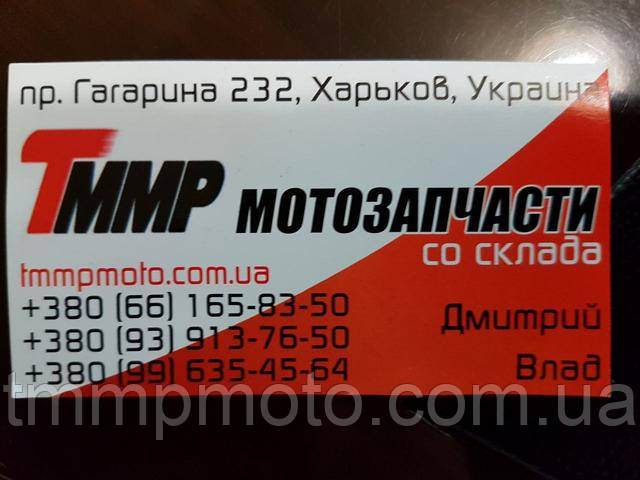 пр. Гагарина 232, Харьков, Украина
ТММР МОТОЗАПЧАСТИ
со склада
tmmpmoto.com.ua
+380 (66) 165-83-50
+380 (93) 913-76-50
+380 (99) 635-45-64
Дмитрий
Влад
tmmpmoto.com.ua